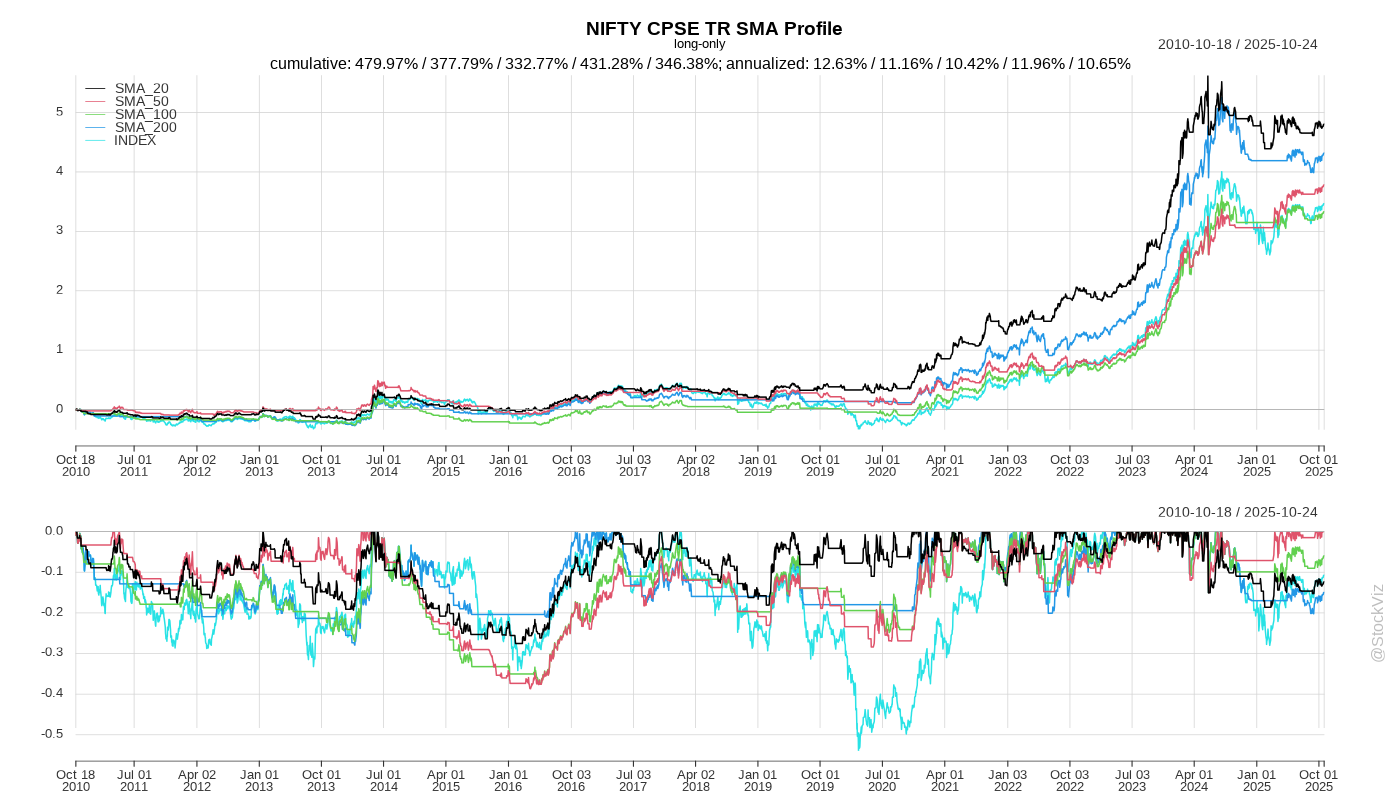 NIFTY CPSE TR SMA Profile
long-only
2010-10-18 / 2025-10-24
cumulative: 479.97% / 377.79% / 332.77% / 431.28% / 346.38%; annualized: 12.63% / 11.16% / 10.42% / 11.96% / 10.65%
SMA_20
SMA_50
SMA_100
SMA_200
INDEX
5
4
3
2
1
0
Oct 18 Jul 01 Apr 02 Jan 01 Oct 01 Jul 01 Apr 01 Jan 01 Oct 03 Jul 03 Apr 02 Jan 01 Oct 01 Jul 01 Apr 01 Jan 03 Oct 03 Jul 03 Apr 01 Jan 01 Oct 01
2010 2011 2012 2013 2013 2014 2015 2016 2016 2017 2018 2019 2019 2020 2021 2022 2022 2023 2024 2025 2025
2010-10-18 / 2025-10-24
0.0
-0.1
-0.2
-0.3
-0.4
-0.5
Oct 18 Jul 01 Apr 02 Jan 01 Oct 01 Jul 01 Apr 01 Jan 01 Oct 03 Jul 03 Apr 02 Jan 01 Oct 01 Jul 01 Apr 01 Jan 03 Oct 03 Jul 03 Apr 01 Jan 01 Oct 01
2010 2011 2012 2013 2013 2014 2015 2016 2016 2017 2018 2019 2019 2020 2021 2022 2022 2023 2024 2025 2025
@StockViz